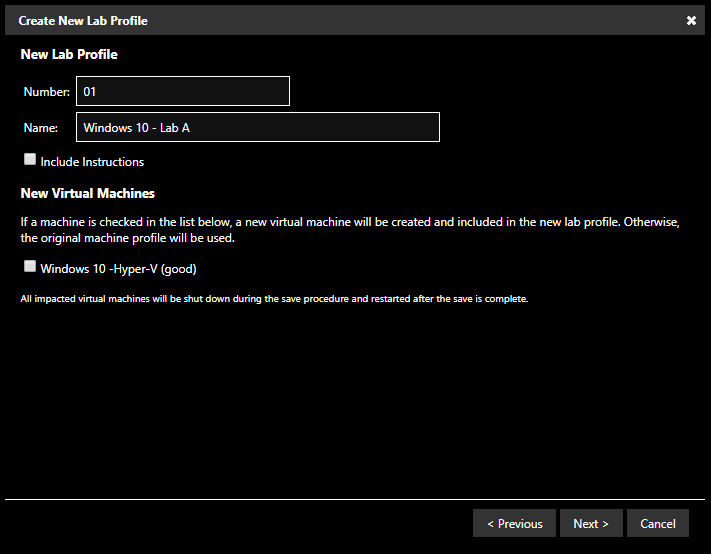 Create New Lab Profile
New Lab Profile
Number: 01
Name: Windows 10 - Lab A
Include Instructions
New Virtual Machines
If a machine is checked in the list below, a new virtual machine will be created and included in the new lab profile. Otherwise,
the original machine profile will be used.
Windows 10 -Hyper-V (good)
All impacted virtual machines will be shut down during the save procedure and restarted after the save is complete.
< Previous Next > Cancel